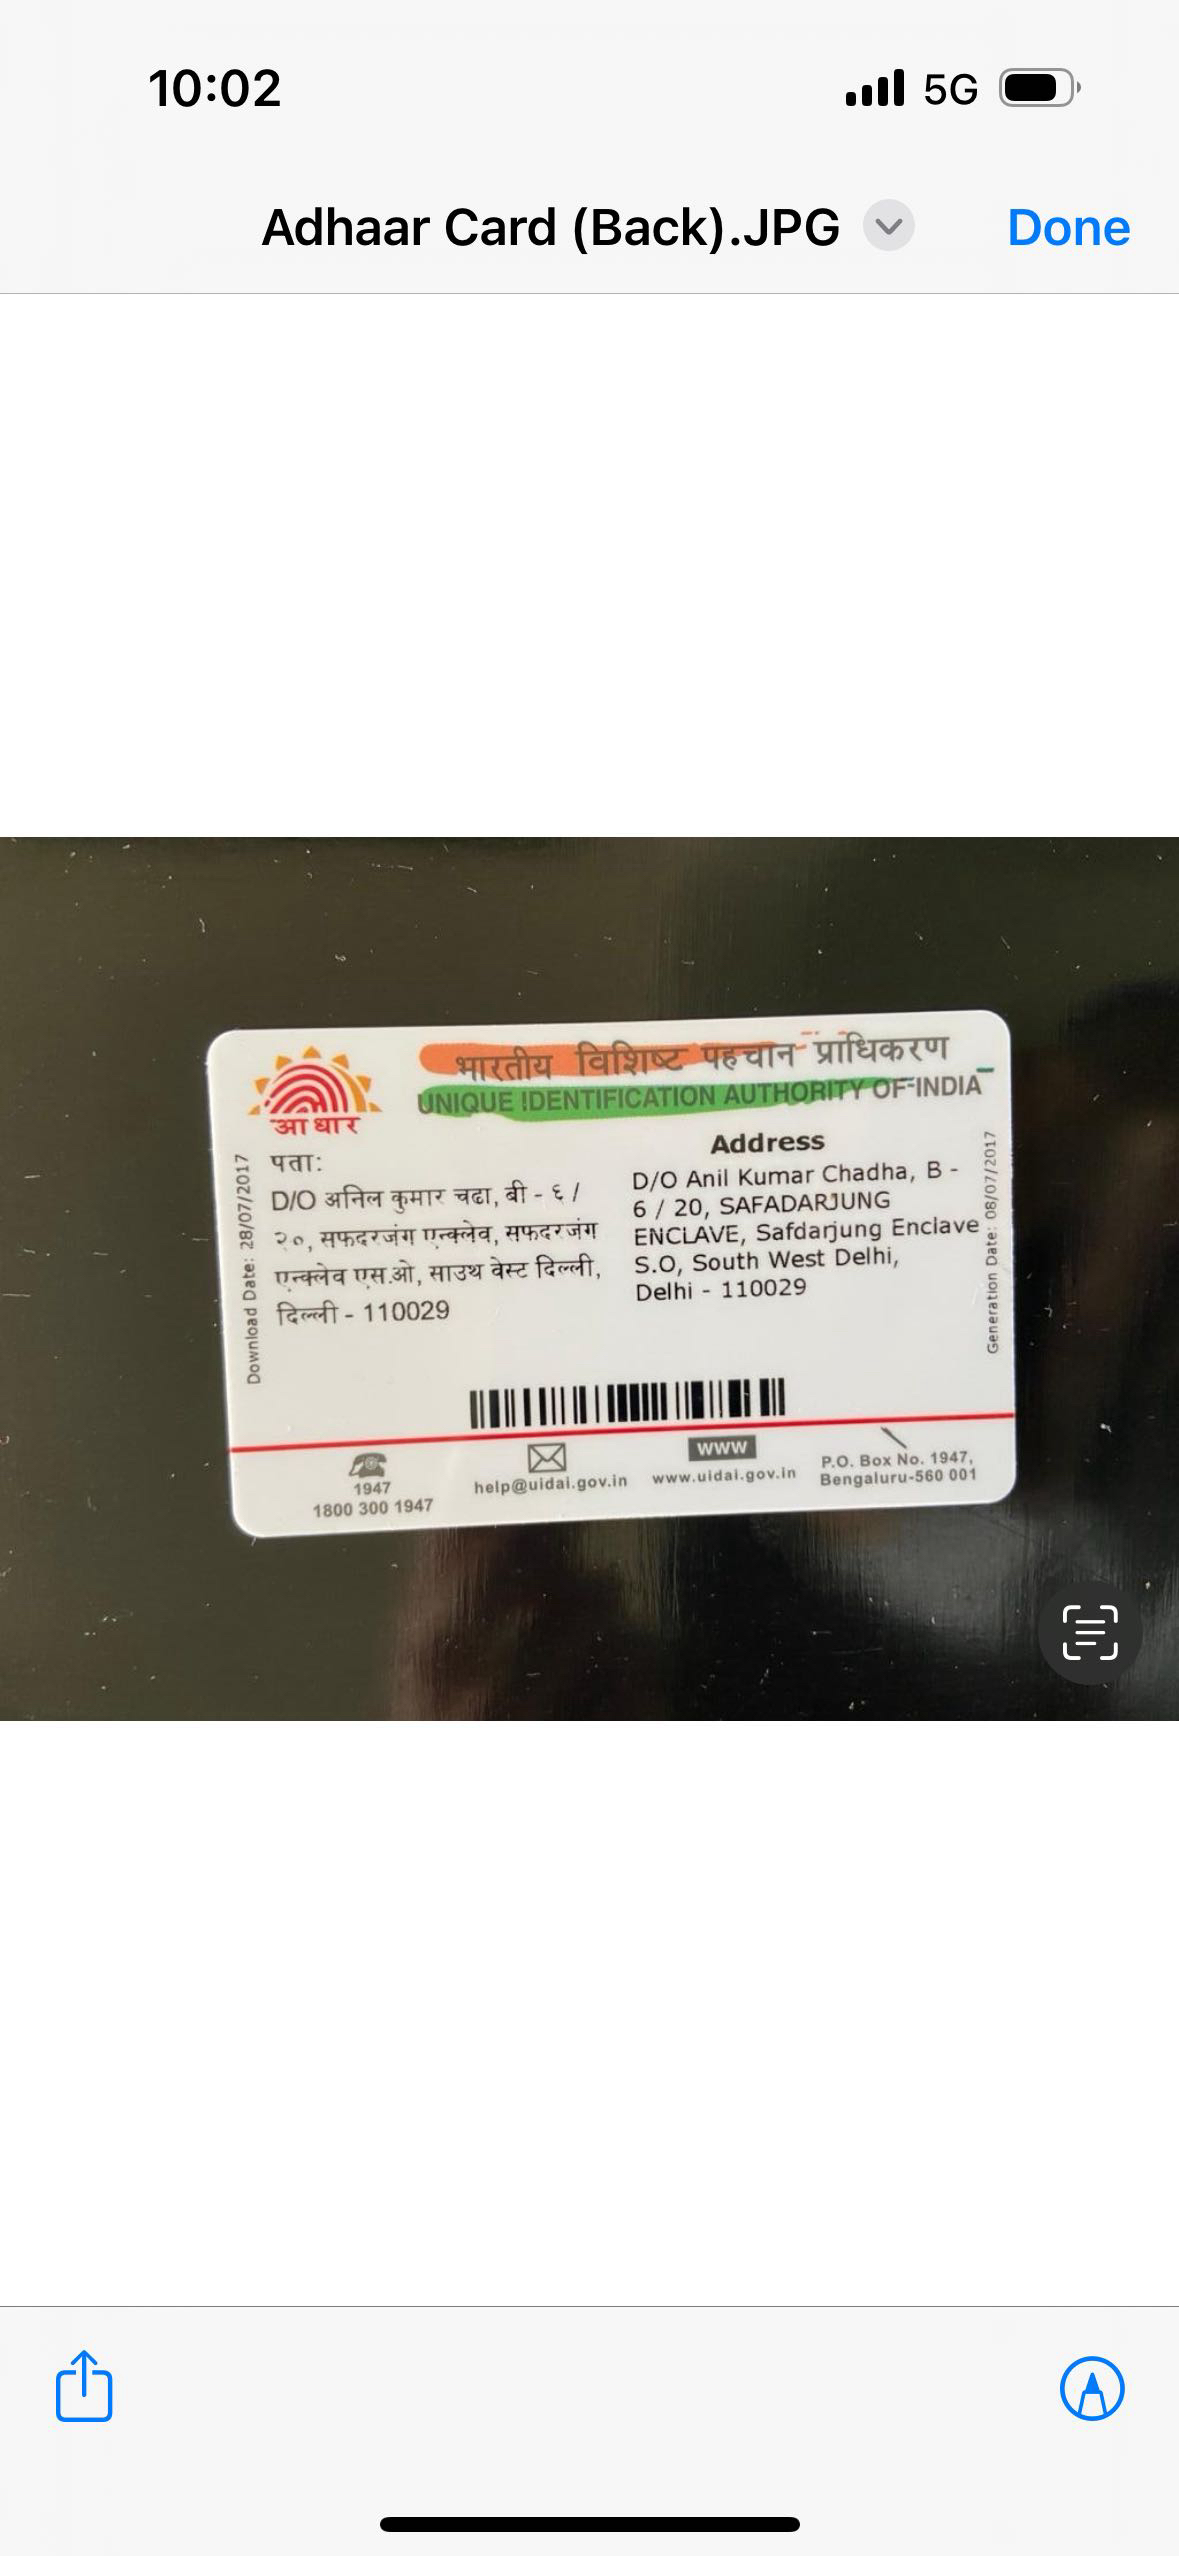 10:02 5G
Adhaar Card (Back).JPG Done
भारतीय विशिष्ट पहचान प्राधिकरण
UNIQUE IDENTIFICATION AUTHORITY OF INDIA
आधार
Download Date: 28/07/2017
पता:
D/O अनिल कुमार चढा, बी - ६ /
२०, सफदरजंग एन्क्लेव, सफदरजंग
एन्क्लेव एस.ओ, साउथ वेस्ट दिल्ली,
दिल्ली - 110029
Address
D/O Anil Kumar Chadha, B -
6 / 20, SAFADARJUNG
ENCLAVE, Safdarjung Enclave
S.O, South West Delhi,
Delhi - 110029
Generation Date: 08/07/2017
1947
1800 300 1947
help@uidai.gov.in
www
www.uidai.gov.in
P.O. Box No. 1947,
Bengaluru-560 001